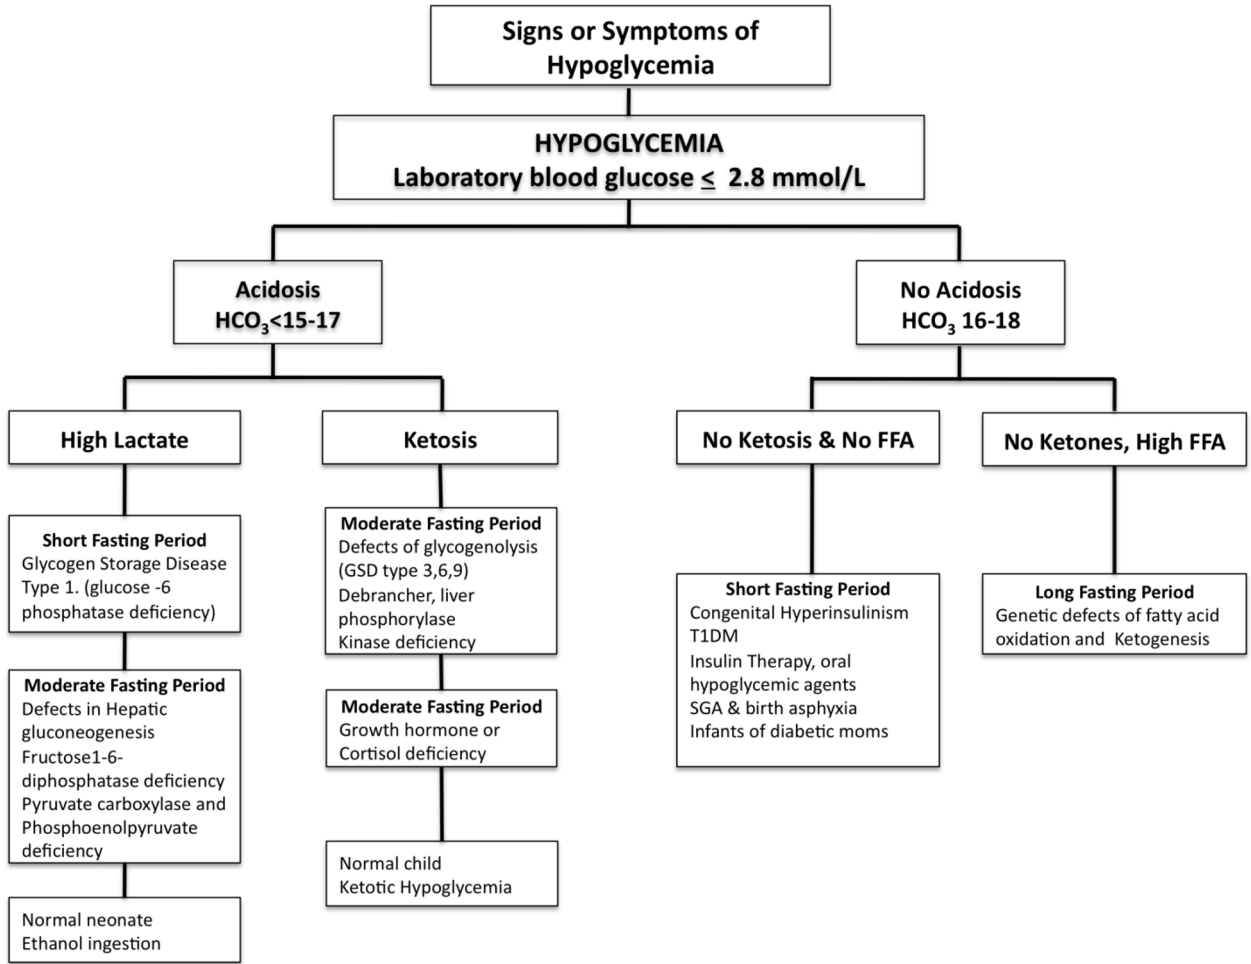 Signs or Symptoms of
Hypoglycemia
HYPOGLYCEMIA
Laboratory blood glucose ≤ 2.8 mmol/L
Acidosis
HCO3<15-17
No Acidosis
HCO3 16-18
High Lactate
Ketosis
No Ketosis & No FFA
No Ketones, High FFA
Short Fasting Period
Glycogen Storage Disease
Type 1. (glucose -6
phosphatase deficiency)
Moderate Fasting Period
Defects in Hepatic
gluconeogenesis
Fructose1-6-
diphosphatase deficiency
Pyruvate carboxylase and
Phosphoenolpyruvate
deficiency
Normal neonate
Ethanol ingestion
Moderate Fasting Period
Defects of glycogenolysis
(GSD type 3,6,9)
Debrancher, liver
phosphorylase
Kinase deficiency
Moderate Fasting Period
Growth hormone or
Cortisol deficiency
Normal child
Ketotic Hypoglycemia
Short Fasting Period
Congenital Hyperinsulinism
T1DM
Insulin Therapy, oral
hypoglycemic agents
SGA & birth asphyxia
Infants of diabetic moms
Long Fasting Period
Genetic defects of fatty acid
oxidation and Ketogenesis